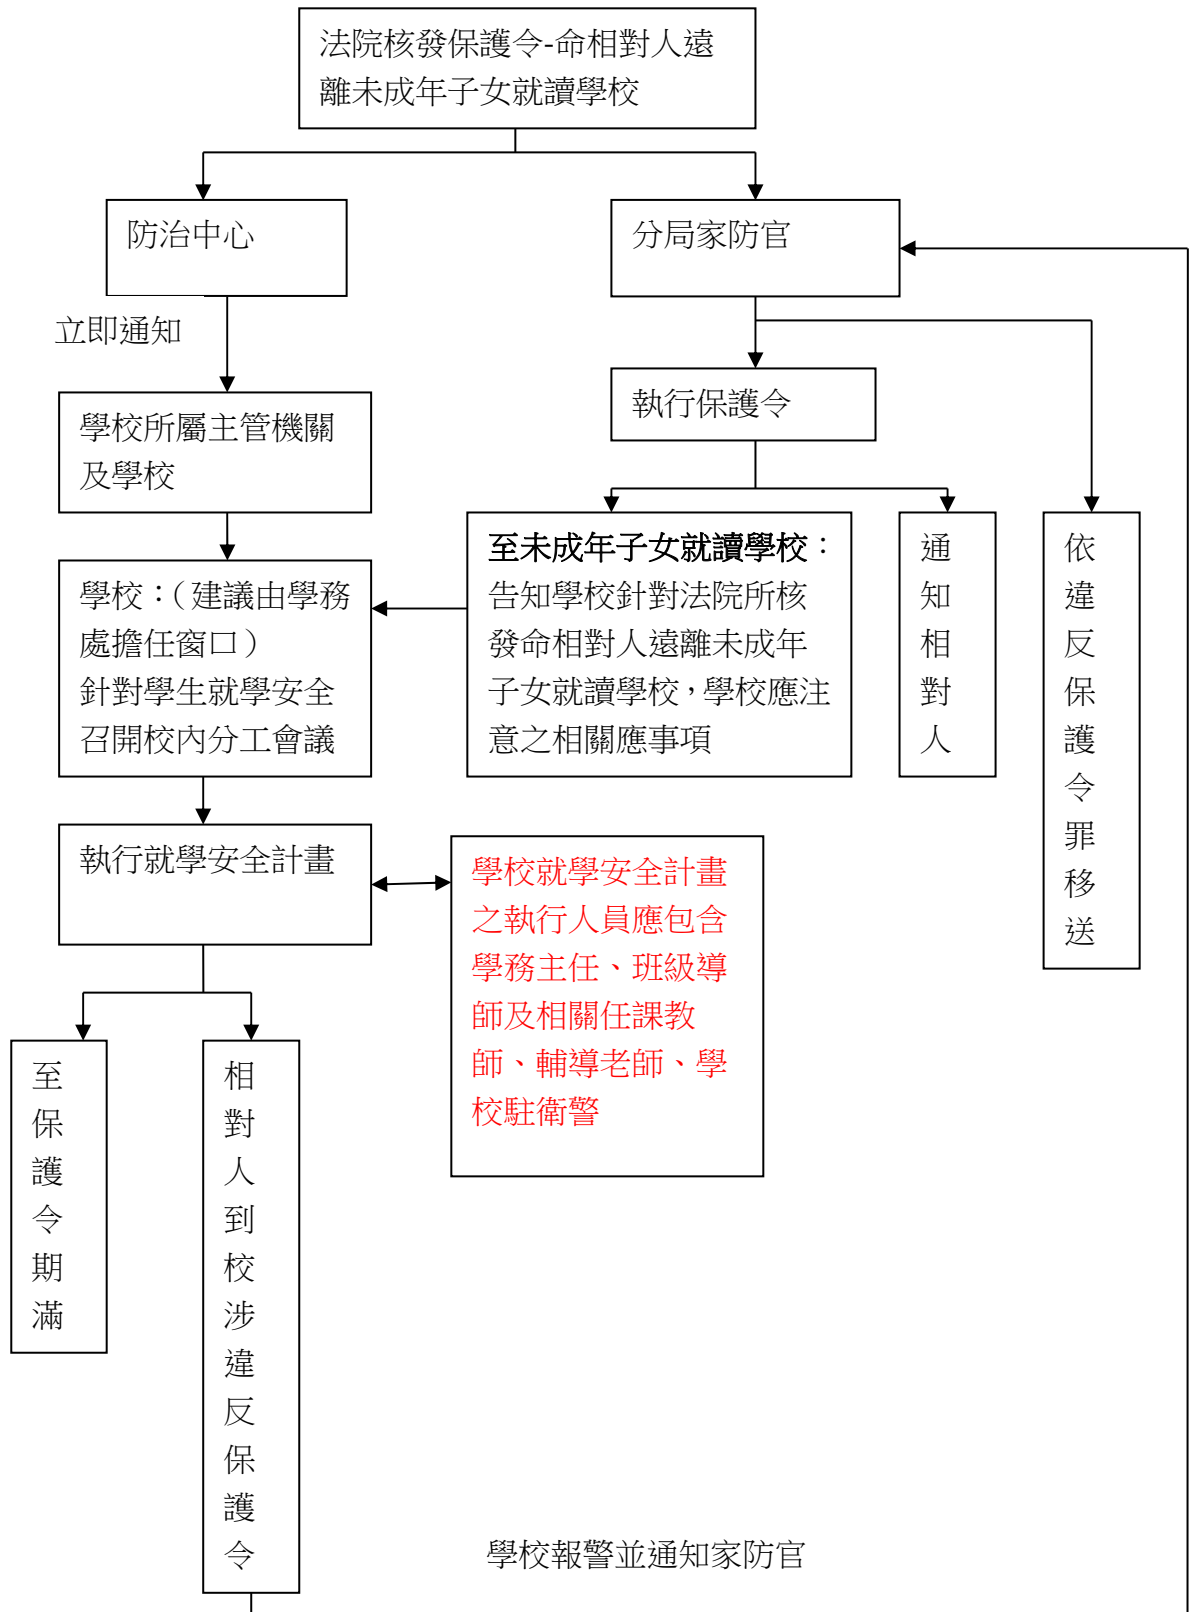 法院核發保護令-命相對人遠
離未成年子女就讀學校
防治中心
分局家防官
立即通知
執行保護令
學校所屬主管機關
及學校
至未成年子女就讀學校：
告知學校針對法院所核
發命相對人遠離未成年
子女就讀學校，學校應注
意之相關應事項
通知相對人
依違反保護令罪移送
學校：（建議由學務
處擔任窗口）
針對學生就學安全
召開校內分工會議
執行就學安全計畫
學校就學安全計畫
之執行人員應包含
學務主任、班級導
師及相關任課教
師、輔導老師、學
校駐衛警
至保護令期滿
相對人到校涉違反保護令
學校報警並通知家防官